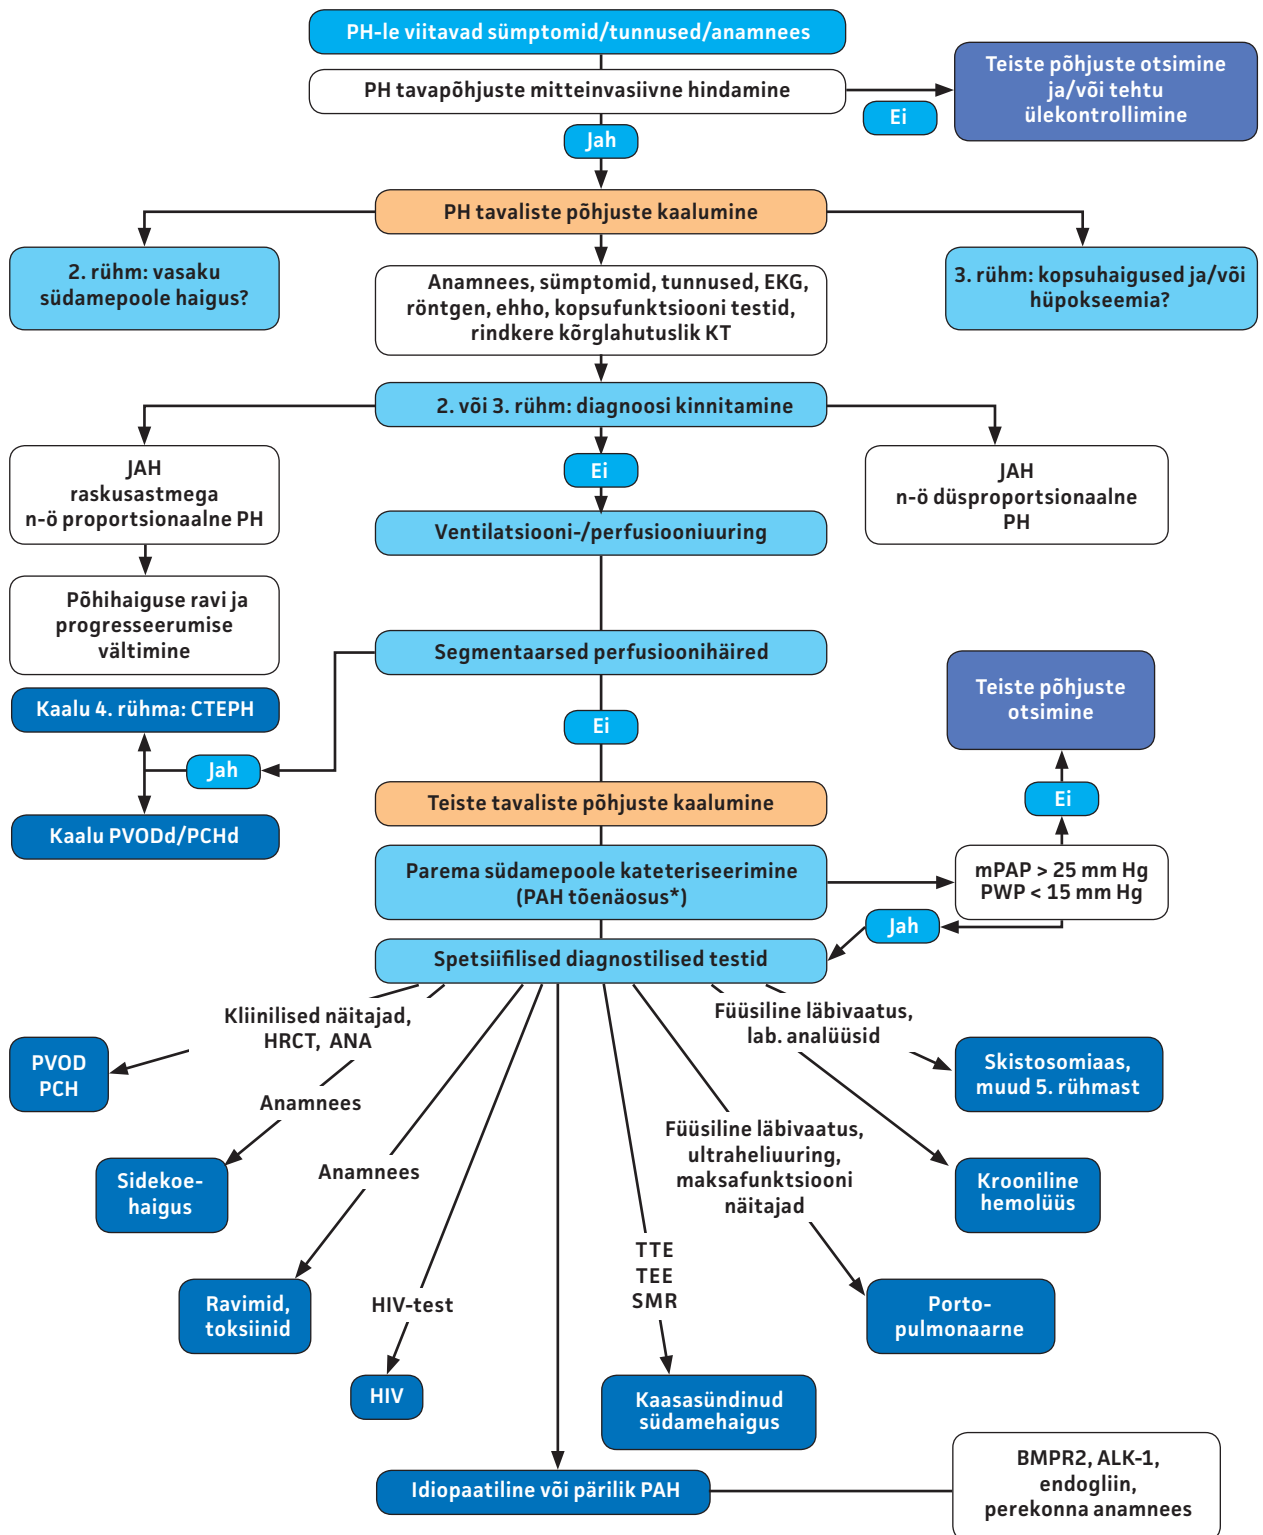 PH-le viitavad sümptomid/tunnused/anamnees
PH tavapõhjuste mitteinvasiivne hindamine
Teiste põhjuste otsimine
ja/või tehtu
ülekontrollimine
Ei
Jah
PH tavaliste põhjuste kaalumine
2. rühm: vasaku
südamepoole haigus?
Anamnees, sümptomid, tunnused, EKG,
röntgen, ehho, kopsufunktsiooni testid,
rindkere kõrglahutuslik KT
3. rühm: kopsuhaigused ja/või
hüpokseemia?
2. või 3. rühm: diagnoosi kinnitamine
JAH
raskusastmega
n-ö proportsionaalne PH
Ei
JAH
n-ö düsproportsionaalne
PH
Ventilatsiooni-/perfusiooniuuring
Põhihaiguse ravi ja
progresseerumise
vältimine
Segmentaarsed perfusioonihäired
Kaalu 4. rühma: CTEPH
Ei
Teiste põhjuste
otsimine
Jah
Ei
Teiste tavaliste põhjuste kaalumine
Kaalu PVODd/PCHd
Parema südamepoole kateteriseerimine
(PAH tõenäosus*)
mPAP > 25 mm Hg
PWP < 15 mm Hg
Jah
Spetsiifilised diagnostilised testid
Kliinilised näitajad,
HRCT, ANA
Füüsiline läbivaatus,
lab. analüüsid
PVOD
PCH
Skistosomiaas,
muud 5. rühmast
Anamnees
Füüsiline läbivaatus,
ultraheliuuring,
maksafunktsiooni
näitajad
Anamnees
Sidekoe-
haigus
Krooniline
hemolüüs
TTE
TEE
SMR
Ravimid,
toksiinid
HIV-test
Porto-
pulmonaarne
HIV
Kaasasündinud
südamehaigus
Idiopaatiline või pärilik PAH
BMPR2, ALK-1,
endogliin,
perekonna anamnees